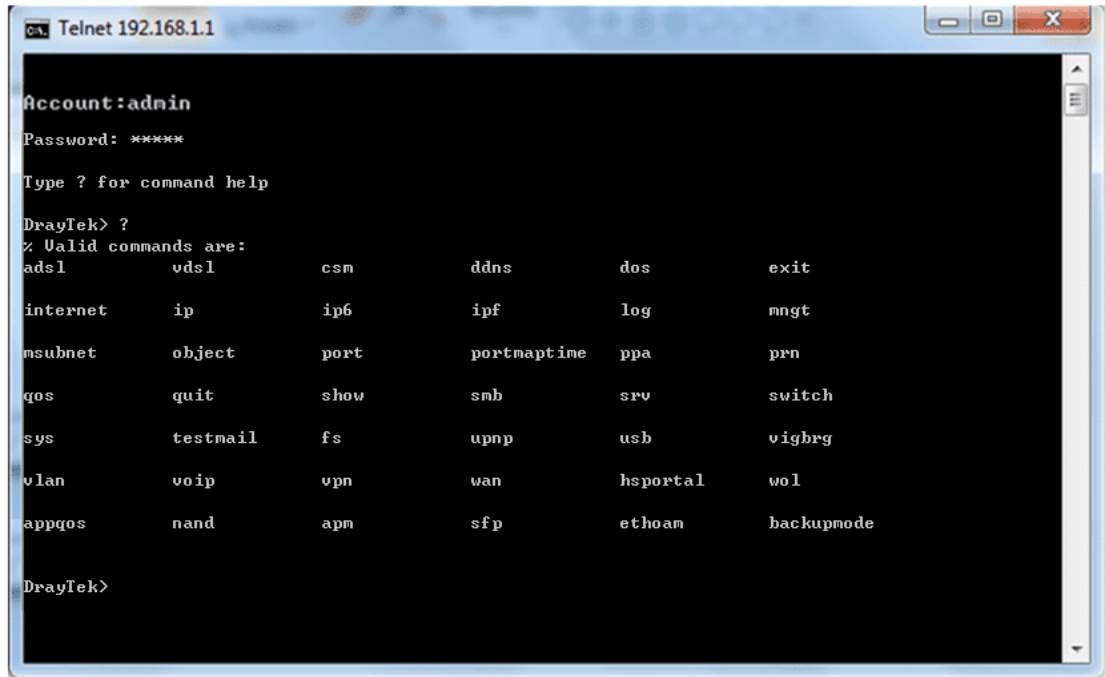 Telnet 192.168.1.1
Account:admin
Password: *****
Type ? for command help
DrayTek> ?
% Valid commands are:
adsl vdsl csm ddns dos exit
internet ip ip6 ipf log mngt
msubnet object port portmaptime ppa prn
qos quit show smb srv switch
sys testmail fs upnp usb vigbrg
vlan voip vpn wan hsportal wol
appqos nand apm sfp ethoam backupmode
DrayTek>